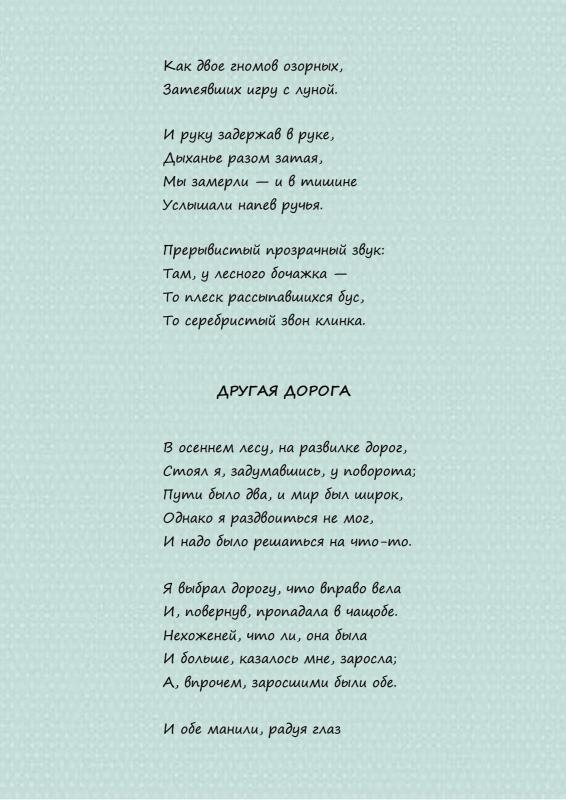 Как двое гномов озорных,
Затеявших игру с луной.
И руку задержав в руке,
Дыханье разом затая,
Мы замерли — и в тишине
Услышали напев ручья.
Прерывистый прозрачный звук:
Там, у лесного бочажка —
То плеск рассыпавшихся бус,
То серебристый звон клинка.
ДРУГАЯ ДОРОГА
В осеннем лесу, на развилке дорог,
Стоял я, задумавшись, у поворота;
Пути было два, и мир был широк,
Однако я раздвоиться не мог,
И надо было решаться на что-то.
Я выбрал дорогу, что вправо вела
И, повернув, пропадала в чащобе.
Нехоженей, что ли, она была
И больше, казалось мне, заросла;
А, впрочем, заросшими были обе.
И обе манили, радуя глаз